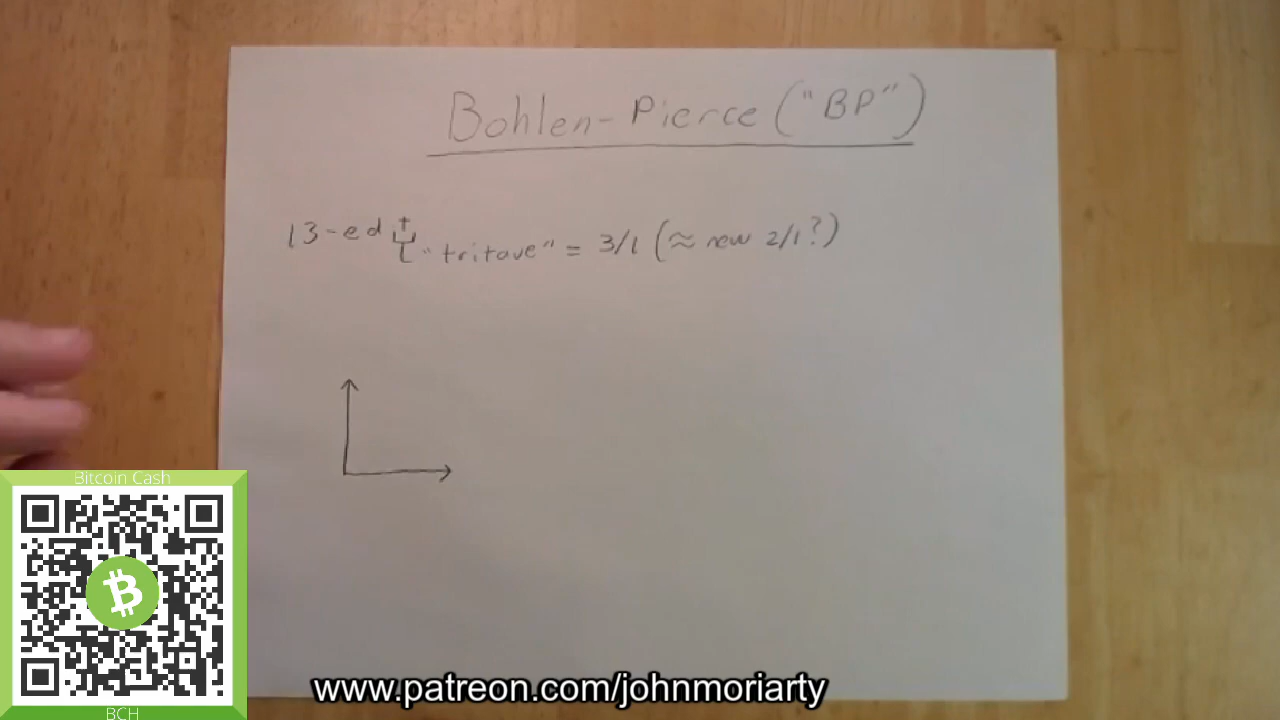 Bohlen-Pierce ("BP")
13-ed t
"tritave" = 3/1 (≈ new 2/1?)
Bitcoin Cash
BCH
www.patreon.com/johnmoriarty